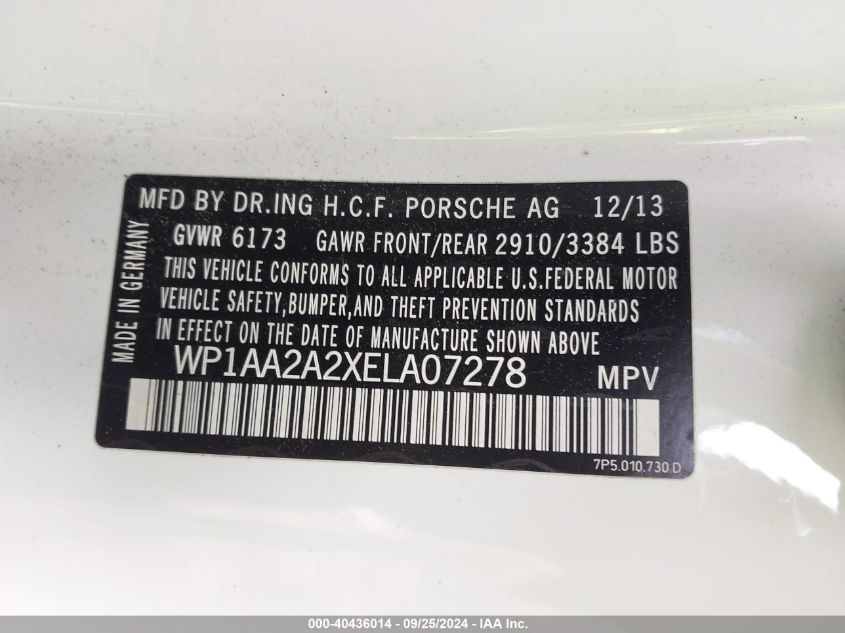 MFD BY DR.ING H.C.F. PORSCHE AG 12/13
GVWR 6173 GAWR FRONT/REAR 2910/3384 LBS
THIS VEHICLE CONFORMS TO ALL APPLICABLE U.S.FEDERAL MOTOR
VEHICLE SAFETY,BUMPER,AND THEFT PREVENTION STANDARDS
IN EFFECT ON THE DATE OF MANUFACTURE SHOWN ABOVE
MADE IN GERMANY
WP1AA2A2XELA07278 MPV
7P5.010.730 D
000-40436014 - 09/25/2024 - IAA Inc.